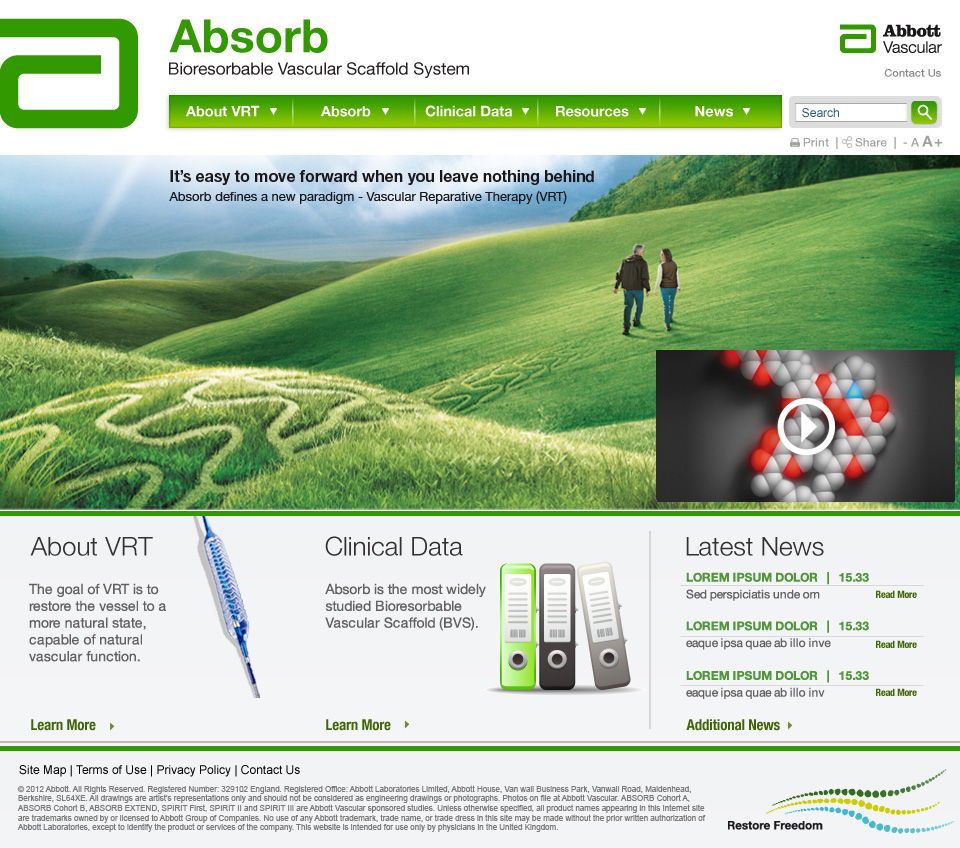 Absorb
Bioresorbable Vascular Scaffold System
Abbott
Vascular
Contact Us
About VRT
Absorb
Clinical Data
Resources
News
Search
Print | Share | - A A+
It's easy to move forward when you leave nothing behind
Absorb defines a new paradigm - Vascular Reparative Therapy (VRT)
About VRT
The goal of VRT is to
restore the vessel to a
more natural state,
capable of natural
vascular function.
Learn More
Clinical Data
Absorb is the most widely
studied Bioresorbable
Vascular Scaffold (BVS).
Learn More
Latest News
LOREM IPSUM DOLOR | 15.33
Sed perspiciatis unde om Read More
LOREM IPSUM DOLOR | 15.33
eaque ipsa quae ab illo inve Read More
LOREM IPSUM DOLOR | 15.33
eaque ipsa quae ab illo inv Read More
Additional News
Site Map | Terms of Use | Privacy Policy | Contact Us
© 2012 Abbott. All Rights Reserved. Registered Number: 329102 England. Registered Office: Abbott Laboratories Limited, Abbott House, Van wall Business Park, Vanwall Road, Maidenhead,
Berkshire, SL64XE. All drawings are artist's representations only and should not be considered as engineering drawings or photographs. Photos on file at Abbott Vascular. ABSORB Cohort A,
ABSORB Cohort B, ABSORB EXTEND, SPIRIT First, SPIRIT II and SPIRIT III are Abbott Vascular sponsored studies. Unless otherwise specified, all product names appearing in this internet site
are trademarks owned by or licensed to Abbott Group of Companies. No use of any Abbott trademark, trade name, or trade dress in this site may be made without the prior written authorization of
Abbott Laboratories, except to identify the product or services of the company. This website is intended for use only by physicians in the United Kingdom.
Restore Freedom